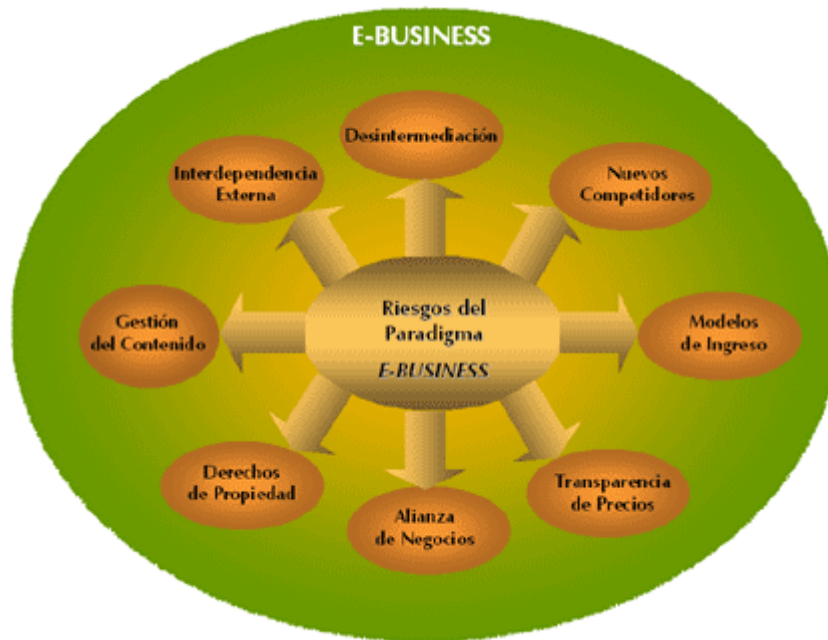 E-BUSINESS
Desintermediación
Interdependencia
Externa
Nuevos
Competidores
Riesgos del
Paradigma
E-BUSINESS
Gestión
del Contenido
Modelos
de Ingreso
Derechos
de Propiedad
Alianza
de Negocios
Transparencia
de Precios